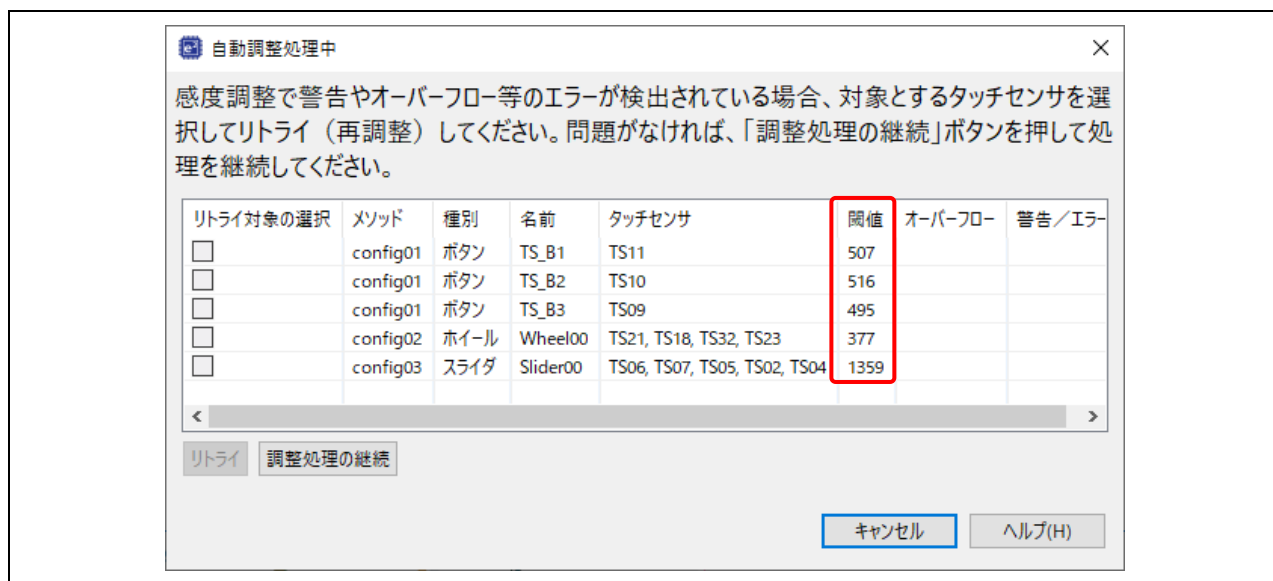 自動調整処理中
感度調整で警告やオーバーフロー等のエラーが検出されている場合、対象とするタッチセンサを選
択してリトライ（再調整）してください。問題がなければ、「調整処理の継続」ボタンを押して処
理を継続してください。
リトライ対象の選択 メソッド 種別 名前 タッチセンサ 閾値 オーバーフロー 警告／エラー
config01 ボタン TS_B1 TS11 507
config01 ボタン TS_B2 TS10 516
config01 ボタン TS_B3 TS09 495
config02 ホイール Wheel00 TS21, TS18, TS32, TS23 377
config03 スライダ Slider00 TS06, TS07, TS05, TS02, TS04 1359
リトライ 調整処理の継続
キャンセル ヘルプ(H)